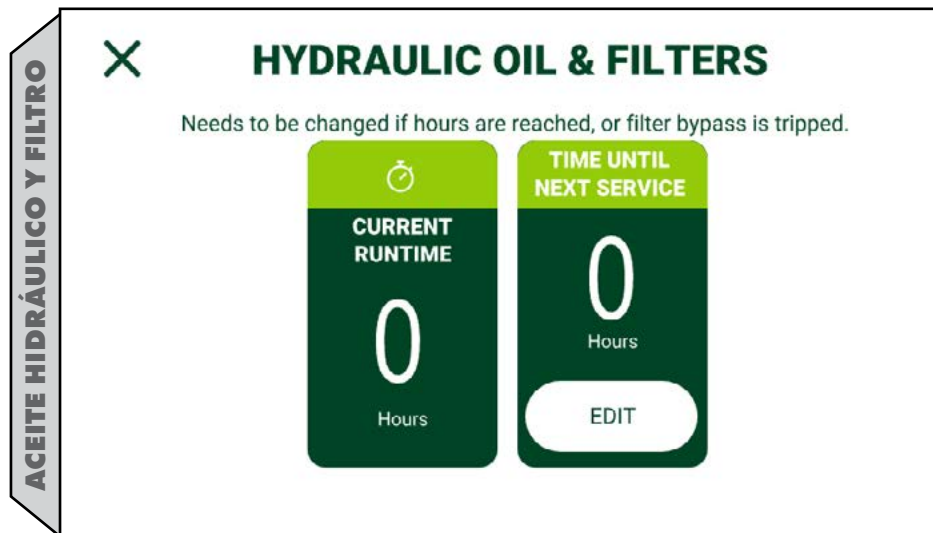 ACEITE HIDRÁULICO Y FILTRO
HYDRAULIC OIL & FILTERS
Needs to be changed if hours are reached, or filter bypass is tripped.
CURRENT
RUNTIME
0
Hours
TIME UNTIL
NEXT SERVICE
0
Hours
EDIT